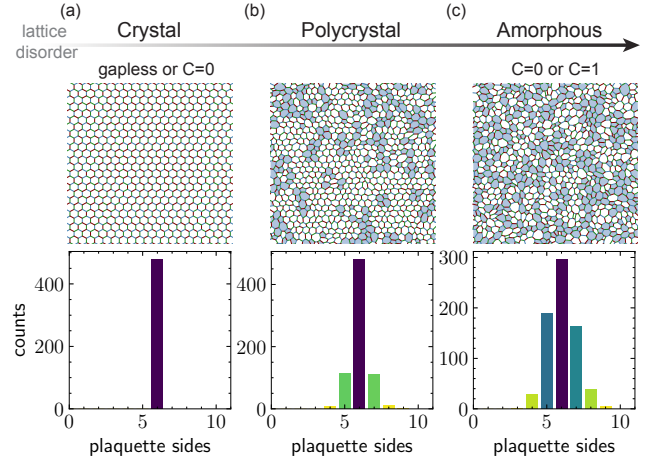 (a) (b) (c)
lattice disorder
Crystal Polycrystal Amorphous
gapless or C=0 C=0 or C=1
counts
400
200
0
0 5 10
plaquette sides
400
200
0
0 5 10
plaquette sides
300
200
100
0
0 5 10
plaquette sides